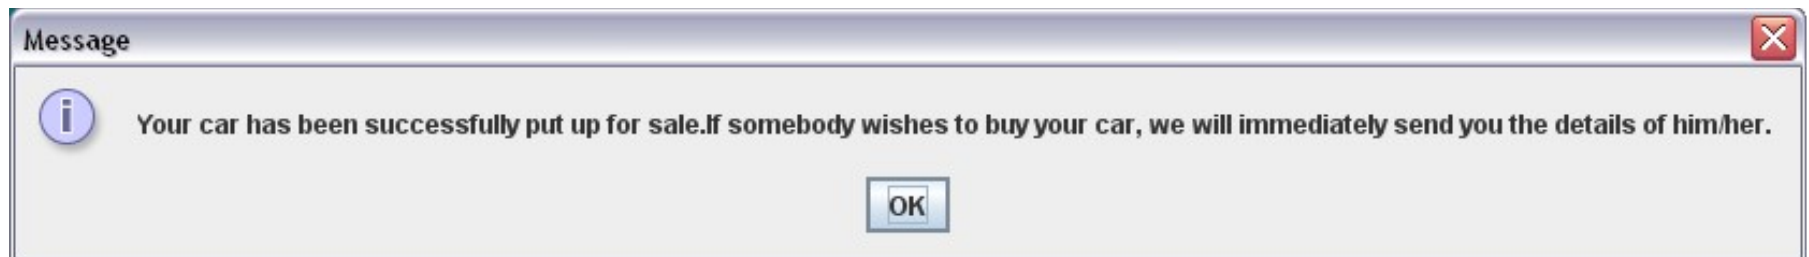 Message
Your car has been successfully put up for sale.If somebody wishes to buy your car, we will immediately send you the details of him/her.
OK